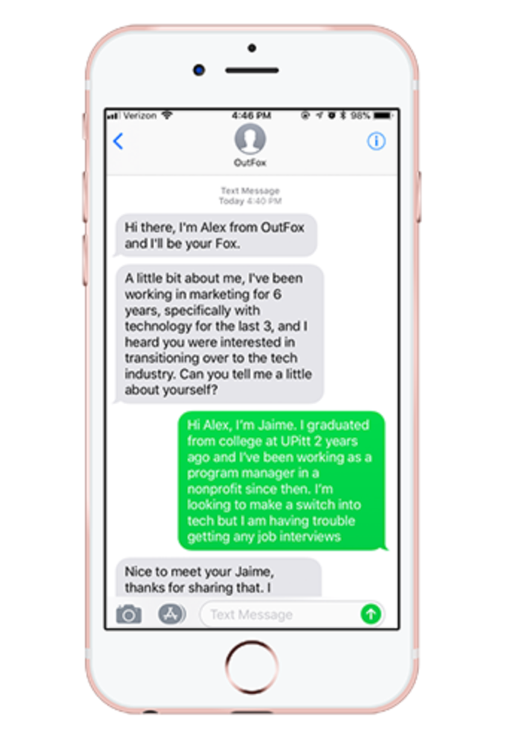 Verizon 4:46 PM 98%
OutFox
Text Message
Today 4:40 PM
Hi there, I'm Alex from OutFox
and I'll be your Fox.
A little bit about me, I've been
working in marketing for 6
years, specifically with
technology for the last 3, and I
heard you were interested in
transitioning over to the tech
industry. Can you tell me a little
about yourself?
Hi Alex, I'm Jaime. I graduated
from college at UPitt 2 years
ago and I've been working as a
program manager in a
nonprofit since then. I'm
looking to make a switch into
tech but I am having trouble
getting any job interviews
Nice to meet your Jaime,
thanks for sharing that. I
Text Message